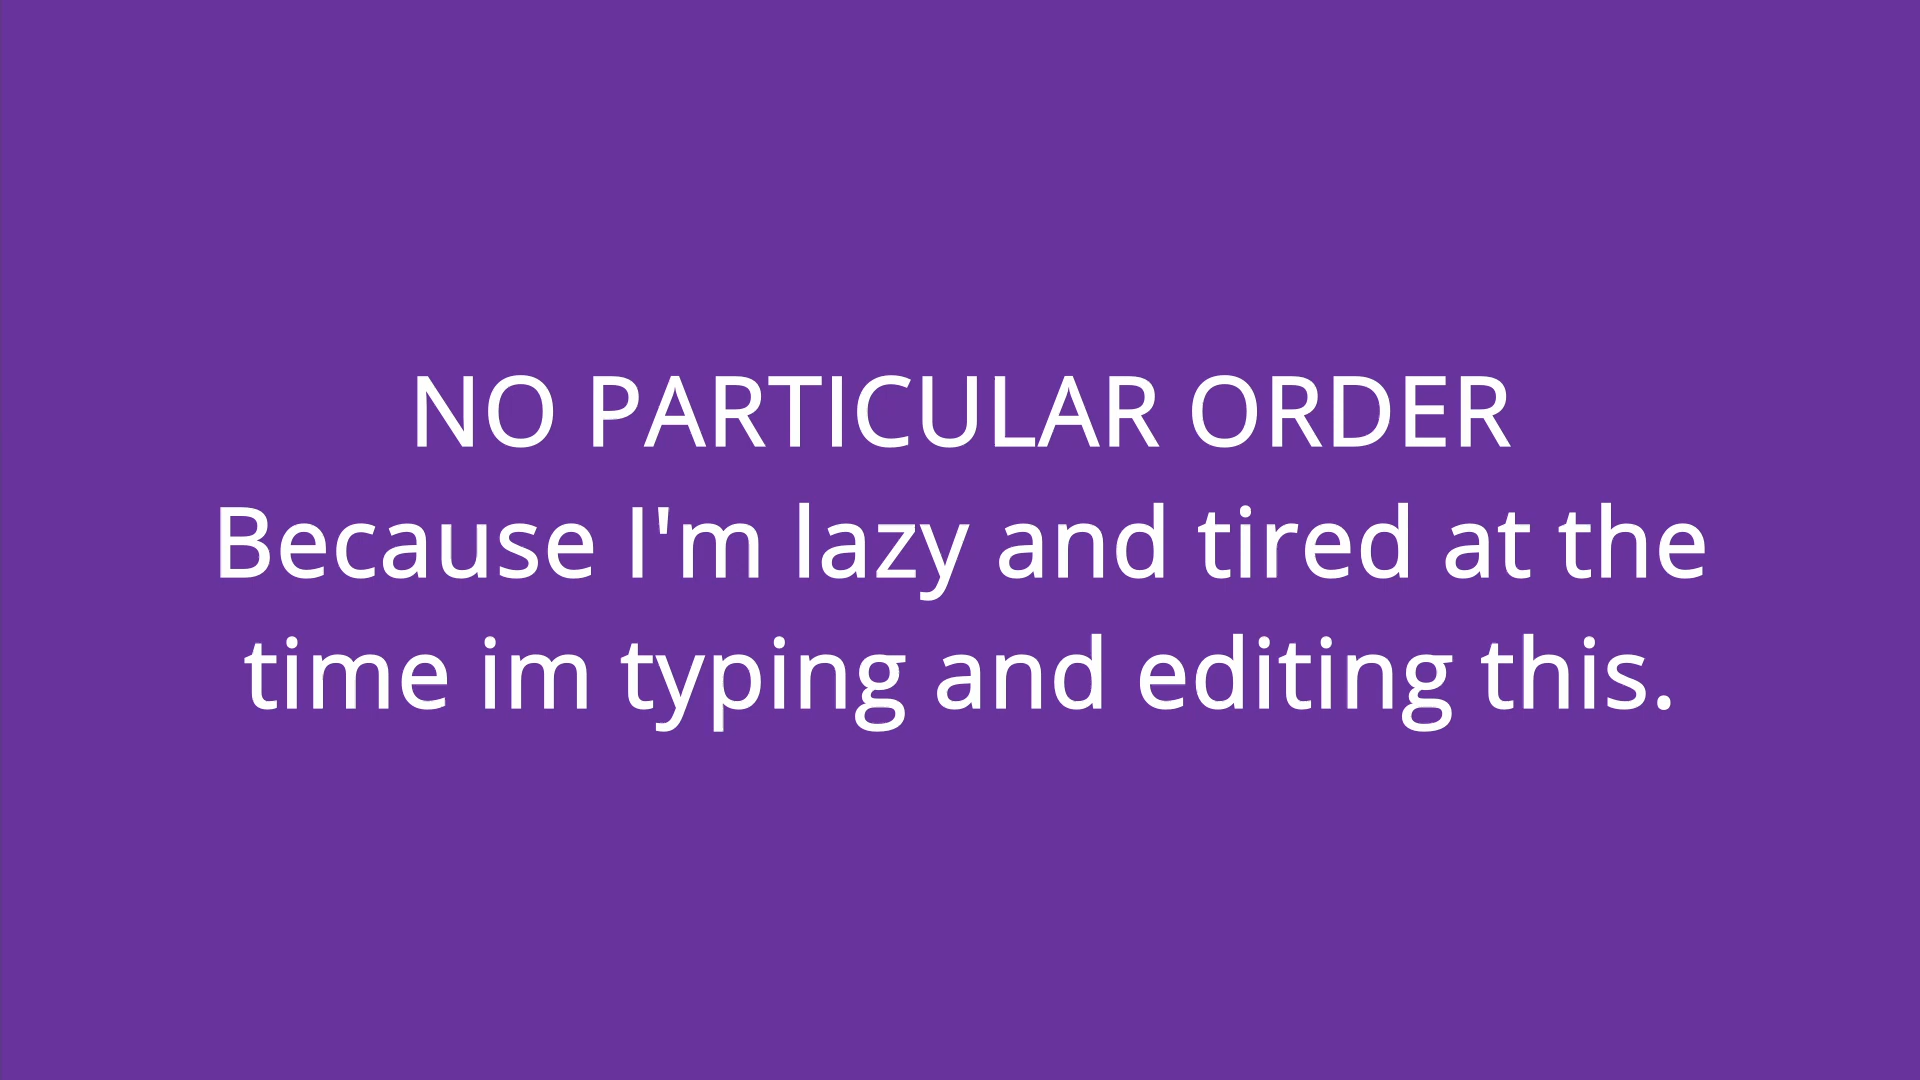 NO PARTICULAR ORDER
Because I'm lazy and tired at the
time im typing and editing this.